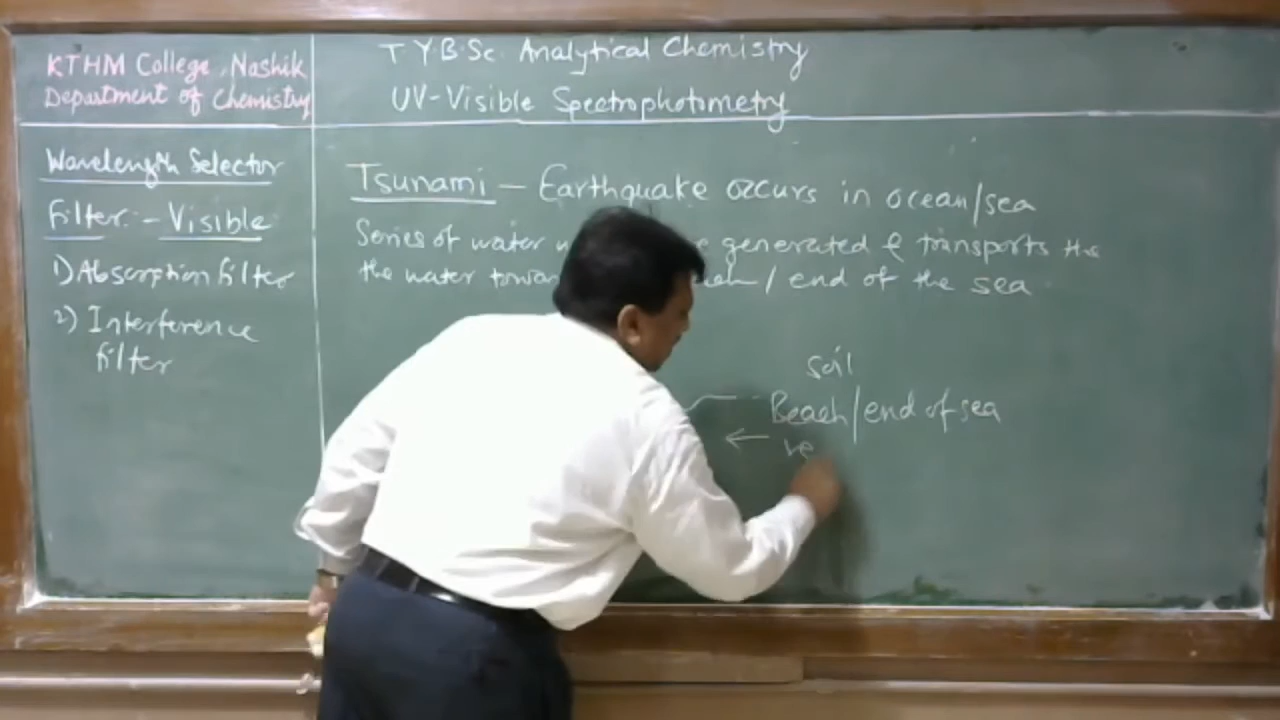 KTHM College, Nashik
Department of Chemistry
T Y B.Sc. Analytical Chemistry
UV-Visible Spectrophotometry
Wavelength Selector
Filter:- Visible
1) Absorption filter
2) Interference
filter
Tsunami - Earthquake occurs in ocean/sea
Series of water generated & transports the
the water / end of the sea
soil
Beach/end of sea
← ve